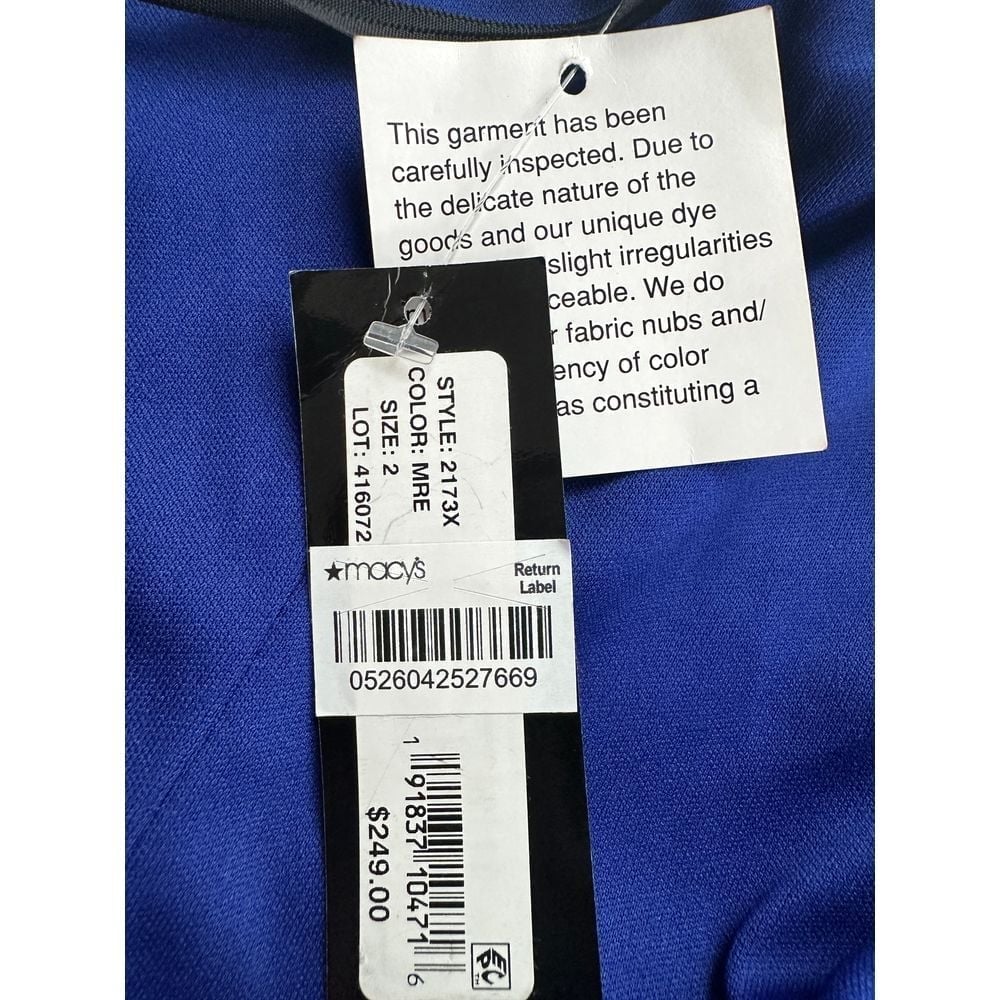 This garment has been
carefully inspected. Due to
the delicate nature of the
goods and our unique dye
slight irregularities
We do
fabric nubs and/
of color
as constituting a
STYLE: 2173X
COLOR: MRE
SIZE: 2
LOT: 416072
★macy's
Return
Label
0526042527669
1 91837 10471 6
$249.00